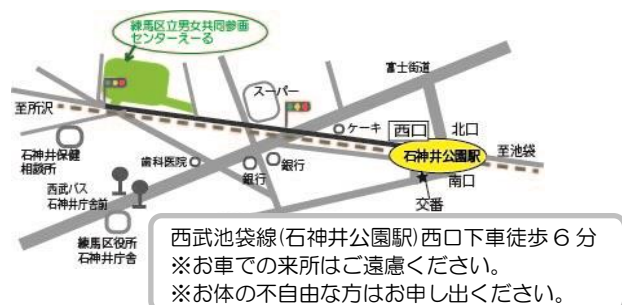 練馬区立男女共同参画
センターえーる
富士街道
スーパー
至所沢
ケーキ
西口
北口
至池袋
石神井公園駅
石神井保健
相談所
歯科医院
銀行
銀行
南口
西武バス
石神井庁舎前
交番
練馬区役所
石神井庁舎
西武池袋線(石神井公園駅)西口下車徒歩6分
※お車での来所はご遠慮ください。
※お体の不自由な方はお申し出ください。